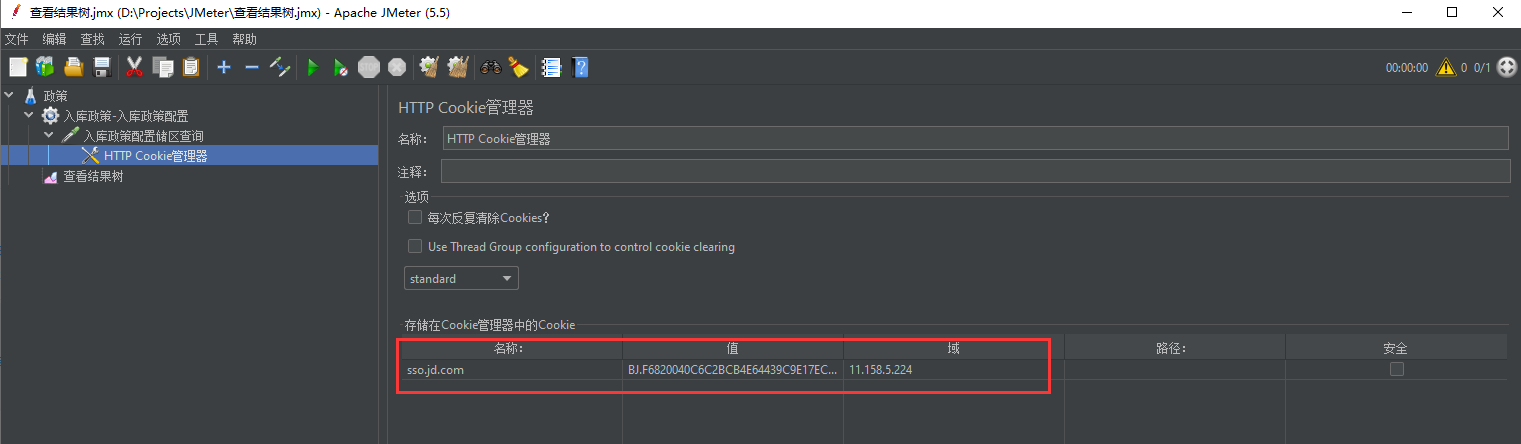 查看结果树.jmx (D:\Projects\JMeter\查看结果树.jmx) - Apache JMeter (5.5)
文件 编辑 查找 运行 选项 工具 帮助
STOP
00:00:00 0 0/1
政策
入库政策-入库政策配置
入库政策配置储区查询
HTTP Cookie管理器
查看结果树
HTTP Cookie管理器
名称： HTTP Cookie管理器
注释：
选项
每次反复清除Cookies?
Use Thread Group configuration to control cookie clearing
standard
存储在Cookie管理器中的Cookie
名称： 值 域 路径： 安全
sso.jd.com BJ.F6820040C6C2BCB4E64439C9E17EC... 11.158.5.224